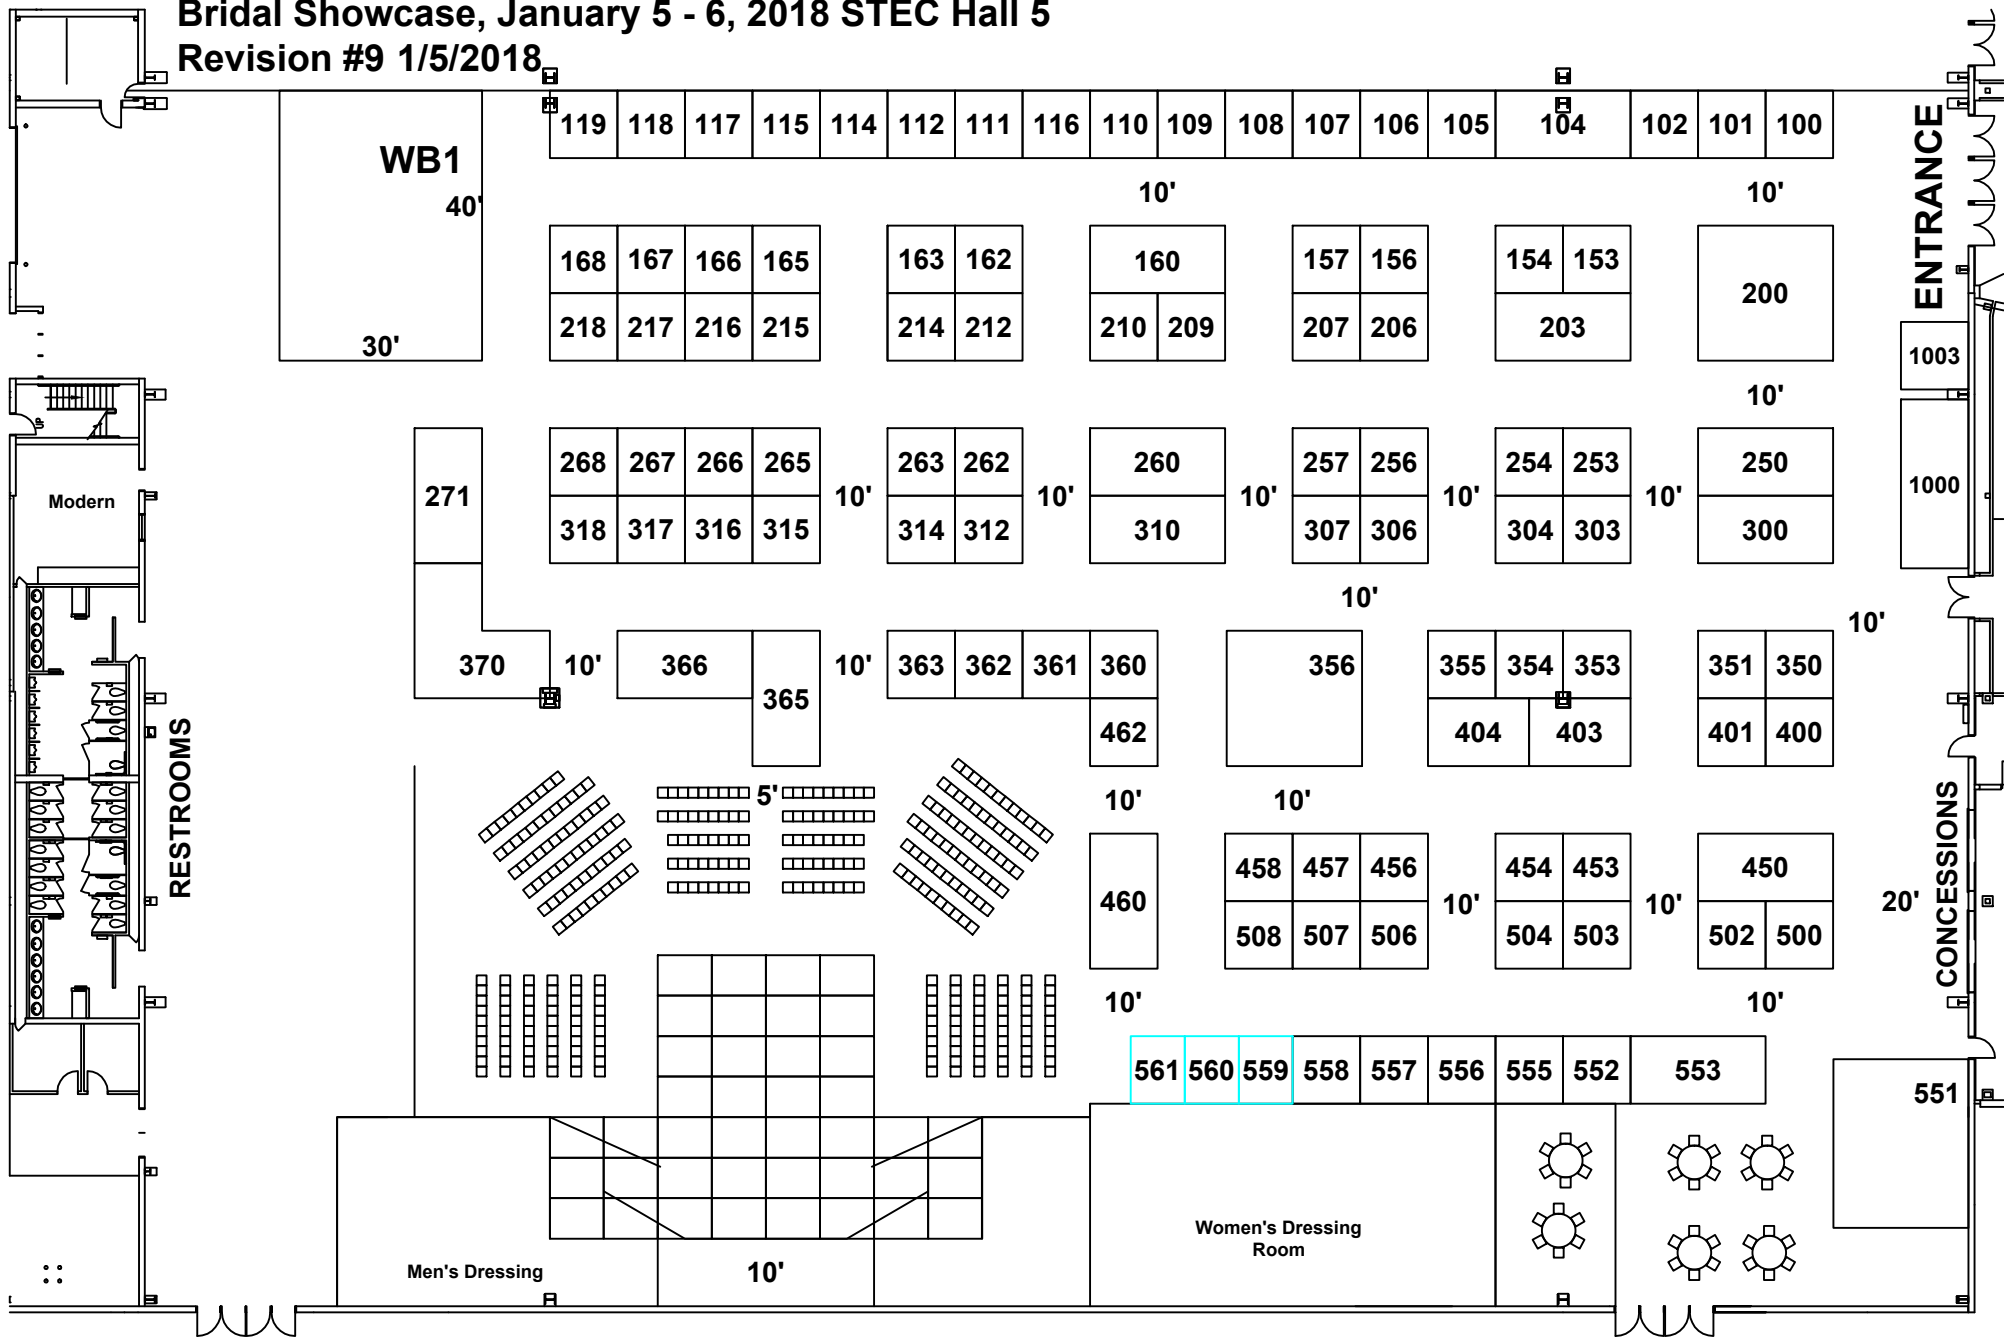 Bridal Showcase, January 5 - 6, 2018 STEC Hall 5
Revision #9 1/5/2018
119 118 117 115 114 112 111 116 110 109 108 107 106 105 104 102 101 100
WB1
40'
30'
10' 10'
ENTRANCE
168 167 166 165 163 162 160 157 156 154 153
200
218 217 216 215 214 212 210 209 207 206 203
1003
10'
UP
Modern
271
268 267 266 265 263 262 260 257 256 254 253 250
10' 10' 10' 10' 10'
1000
318 317 316 315 314 312 310 307 306 304 303 300
10'
10'
370 10' 366 10' 363 362 361 360 356 355 354 353 351 350
365
462 404 403 401 400
RESTROOMS
5' 10' 10'
CONCESSIONS
458 457 456 454 453 450
460 10' 10' 20'
508 507 506 504 503 502 500
10' 10'
561 560 559 558 557 556 555 552 553
551
Women's Dressing
Room
Men's Dressing
10'